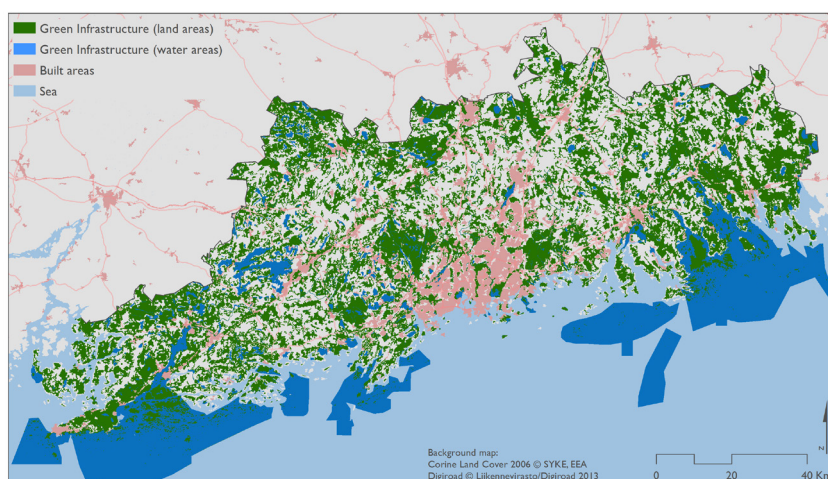 Green Infrastructure (land areas)
Green Infrastructure (water areas)
Built areas
Sea
Background map:
Corine Land Cover 2006 © SYKE, EEA
Digiroad © Liikennevirasto/Digiroad 2013
0 20 40 Km
N